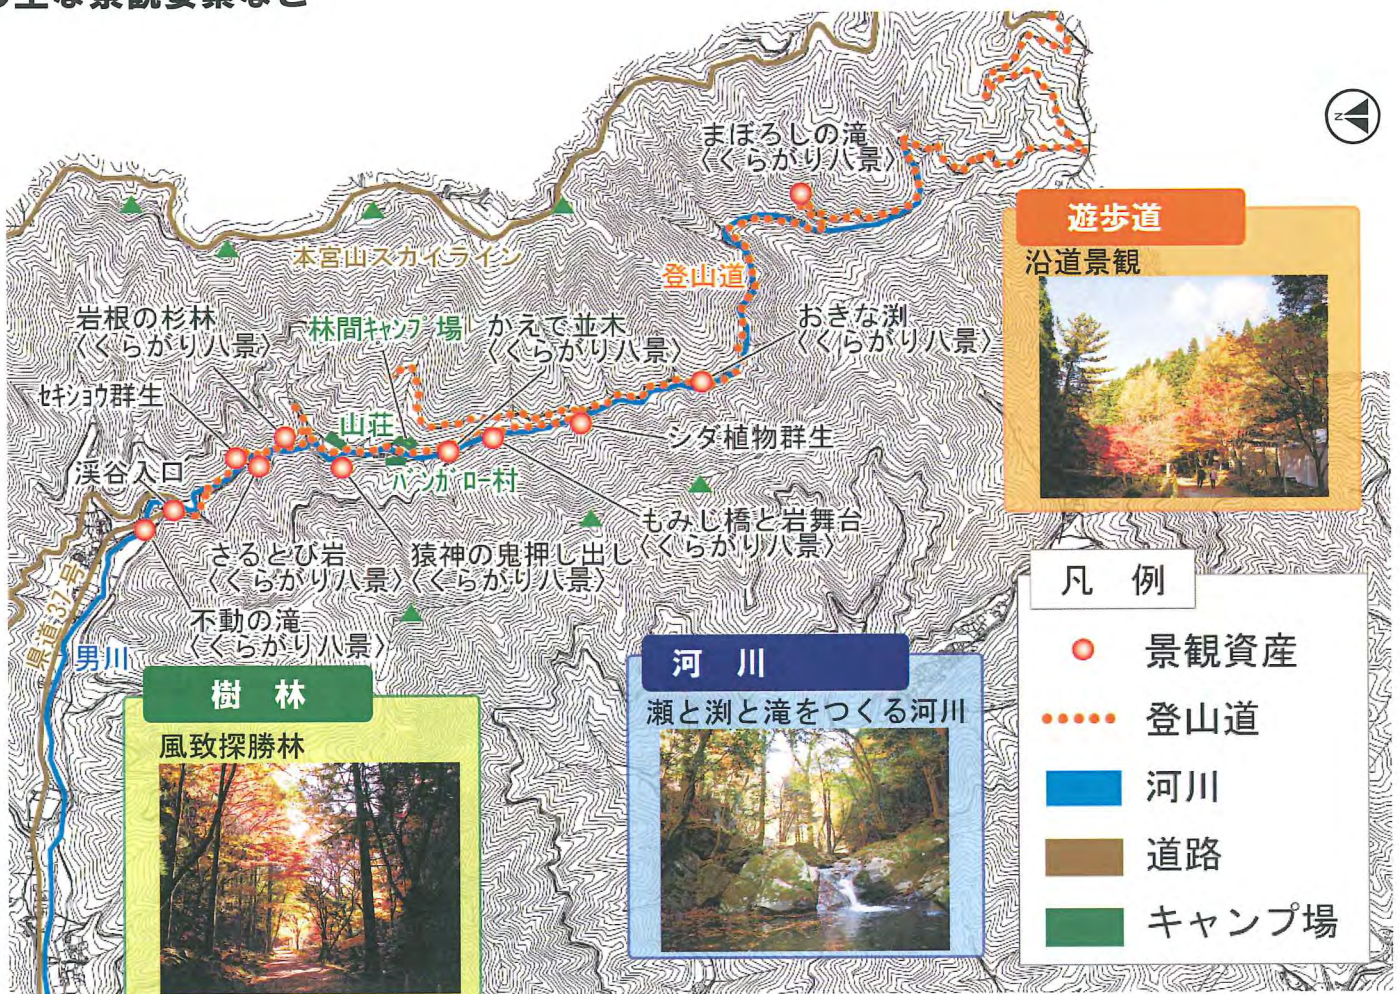 の主な景観要素など
N
まぼろしの滝
〈くらがり八景〉
遊歩道
沿道景観
本宮山スカイライン
登山道
岩根の杉林
〈くらがり八景〉
林間キャンプ場
かえで並木
〈くらがり八景〉
おきな渕
〈くらがり八景〉
セキショウ群生
山荘
シダ植物群生
渓谷入口
バンガロー村
もみじ橋と岩舞台
〈くらがり八景〉
さるとび岩
〈くらがり八景〉
猿神の鬼押し出し
〈くらがり八景〉
不動の滝
〈くらがり八景〉
県道37号
男川
樹 林
風致探勝林
河 川
瀬と渕と滝をつくる河川
凡 例
景観資産
登山道
河川
道路
キャンプ場